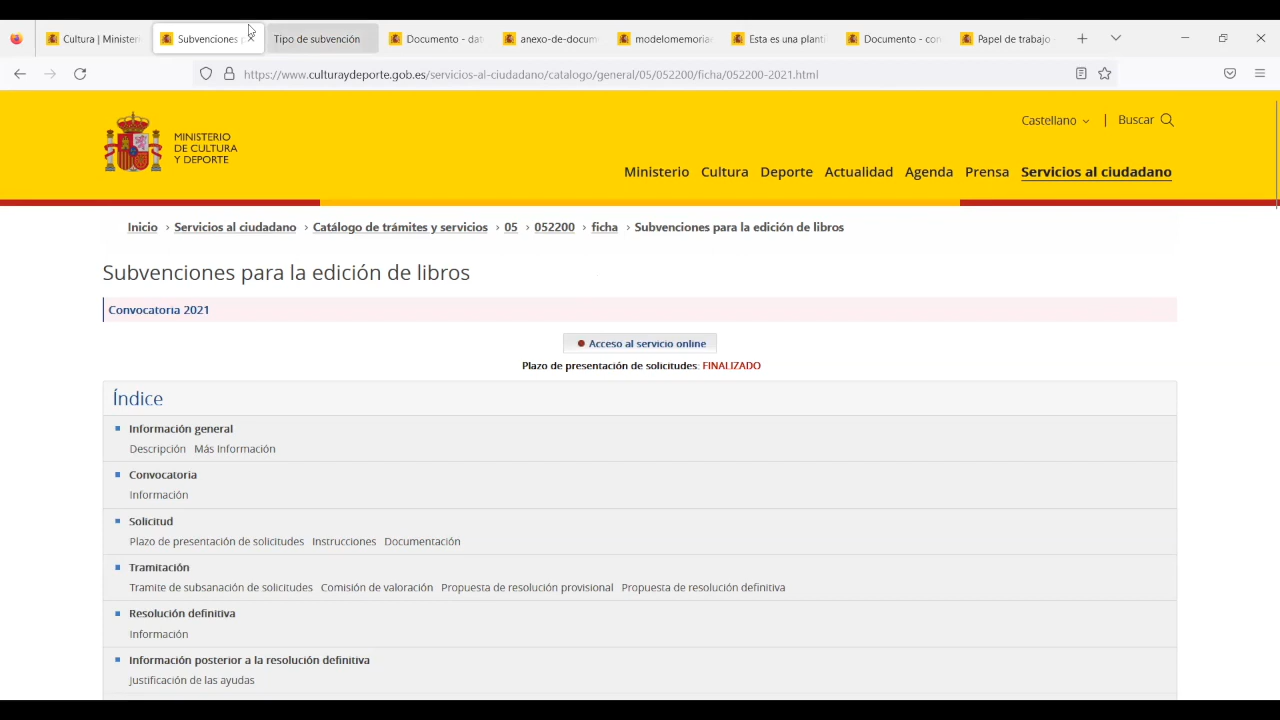 Cultura | Ministeri
Subvenciones
Tipo de subvención
Documento - dat
anexo-de-docum
modelomemoria
Esta es una planti
Documento - con
Papel de trabajo
https://www.culturaydeporte.gob.es/servicios-al-ciudadano/catalogo/general/05/052200/ficha/052200-2021.html
MINISTERIO
DE CULTURA
Y DEPORTE
Castellano
Buscar
Ministerio Cultura Deporte Actualidad Agenda Prensa Servicios al ciudadano
Inicio › Servicios al ciudadano › Catálogo de trámites y servicios › 05 › 052200 › ficha › Subvenciones para la edición de libros
Subvenciones para la edición de libros
Convocatoria 2021
Acceso al servicio online
Plazo de presentación de solicitudes: FINALIZADO
Índice
Información general
Descripción Más Información
Convocatoria
Información
Solicitud
Plazo de presentación de solicitudes Instrucciones Documentación
Tramitación
Tramite de subsanación de solicitudes Comisión de valoración Propuesta de resolución provisional Propuesta de resolución definitiva
Resolución definitiva
Información
Información posterior a la resolución definitiva
Justificación de las ayudas